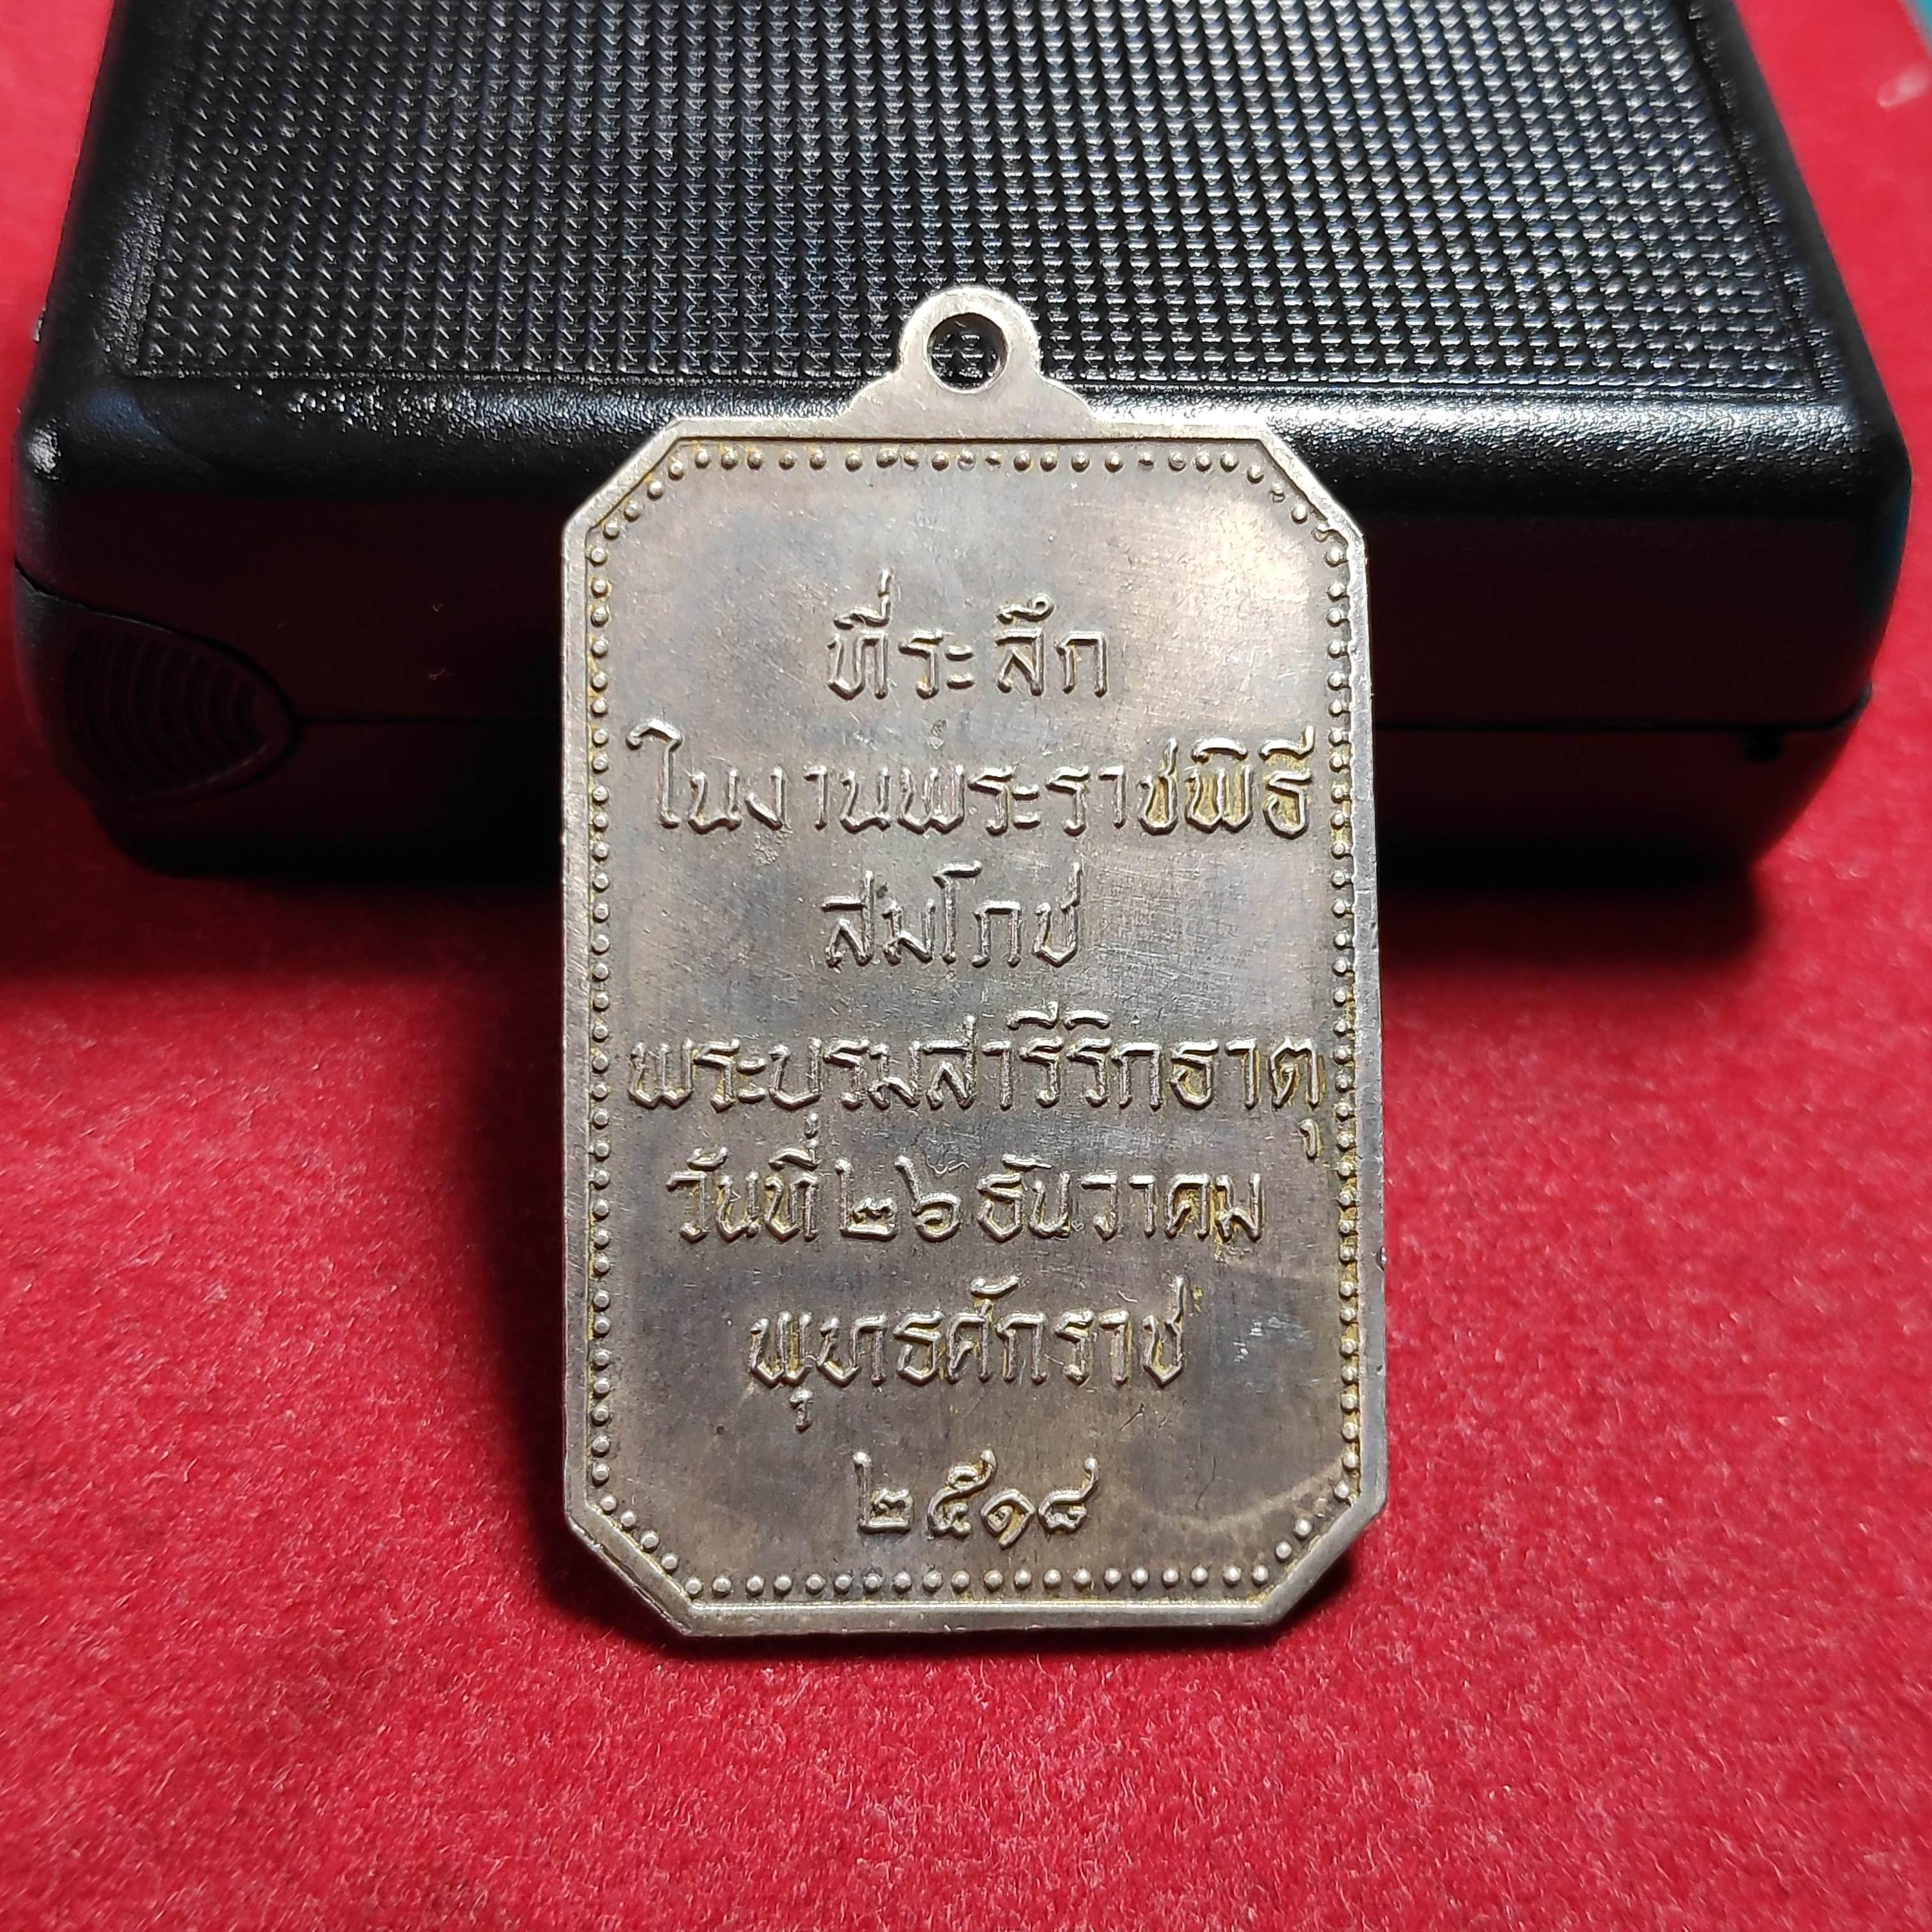 ที่ระลึก
ในงานพระราชพิธี
สมโภช
พระบรมสารีริกธาตุ
วันที่ ๒๖ ธันวาคม
พุทธศักราช
๒๕๑๘